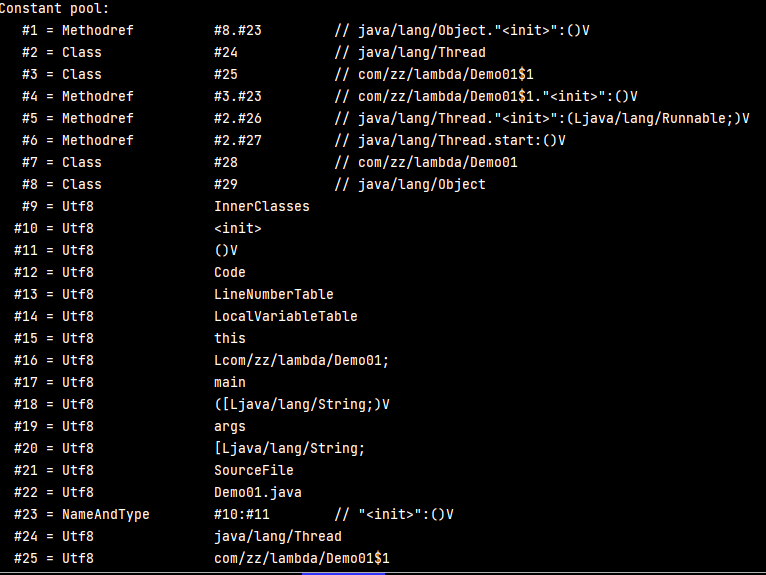 Constant pool:
#1 = Methodref #8.#23 // java/lang/Object."<init>":()V
#2 = Class #24 // java/lang/Thread
#3 = Class #25 // com/zz/lambda/Demo01$1
#4 = Methodref #3.#23 // com/zz/lambda/Demo01$1."<init>":()V
#5 = Methodref #2.#26 // java/lang/Thread."<init>":(Ljava/lang/Runnable;)V
#6 = Methodref #2.#27 // java/lang/Thread.start:()V
#7 = Class #28 // com/zz/lambda/Demo01
#8 = Class #29 // java/lang/Object
#9 = Utf8 InnerClasses
#10 = Utf8 <init>
#11 = Utf8 ()V
#12 = Utf8 Code
#13 = Utf8 LineNumberTable
#14 = Utf8 LocalVariableTable
#15 = Utf8 this
#16 = Utf8 Lcom/zz/lambda/Demo01;
#17 = Utf8 main
#18 = Utf8 ([Ljava/lang/String;)V
#19 = Utf8 args
#20 = Utf8 [Ljava/lang/String;
#21 = Utf8 SourceFile
#22 = Utf8 Demo01.java
#23 = NameAndType #10:#11 // "<init>":()V
#24 = Utf8 java/lang/Thread
#25 = Utf8 com/zz/lambda/Demo01$1